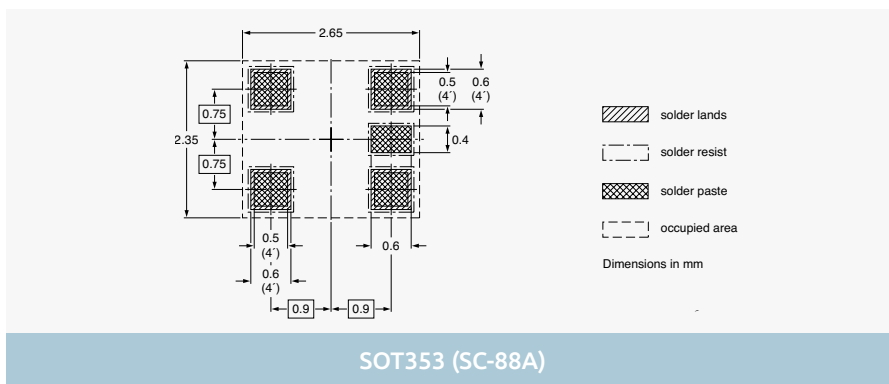 2.65
0.5 0.6
(4´) (4´)
0.75
2.35
0.4
0.75
0.5
(4´)
0.6
0.6
(4´)
0.9 0.9
solder lands
solder resist
solder paste
occupied area
Dimensions in mm
SOT353 (SC-88A)